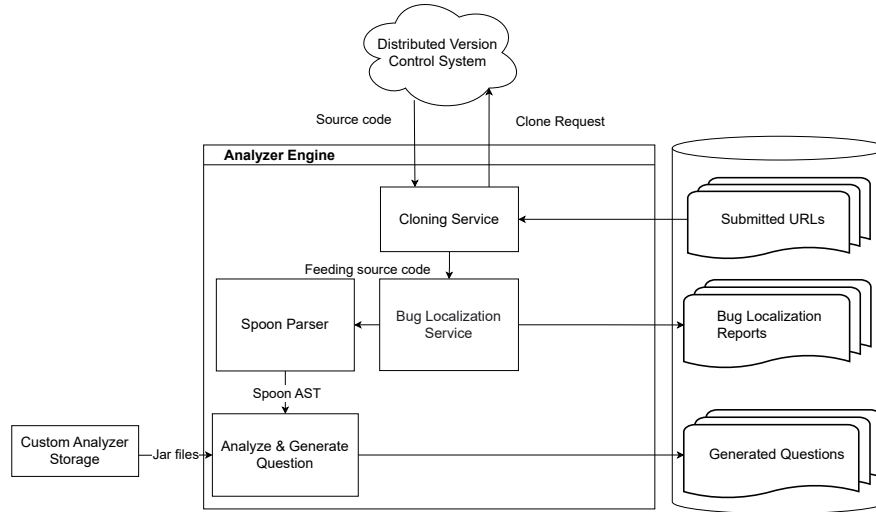 Distributed Version
Control System
Source code
Clone Request
Analyzer Engine
Cloning Service
Submitted URLs
Feeding source code
Spoon Parser
Bug Localization
Service
Bug Localization
Reports
Spoon AST
Custom Analyzer
Storage
Jar files
Analyze & Generate
Question
Generated Questions